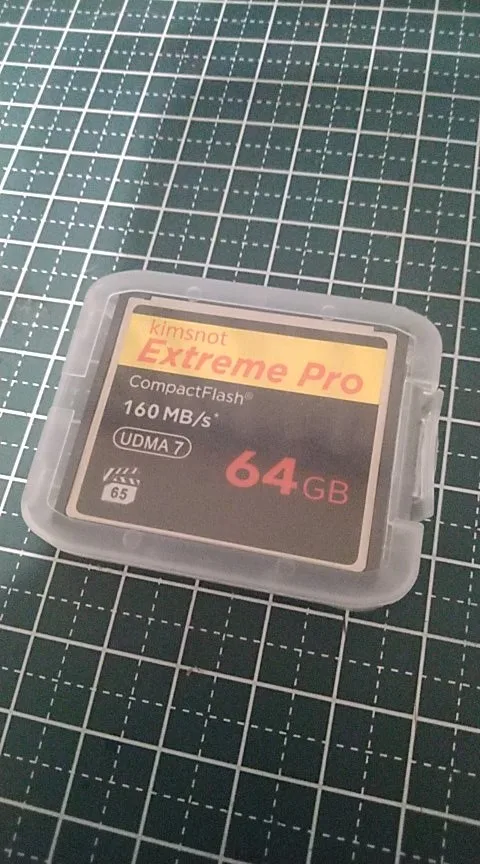 kimsnot
Extreme Pro
CompactFlash®
160 MB/s*
UDMA 7
65
64GB